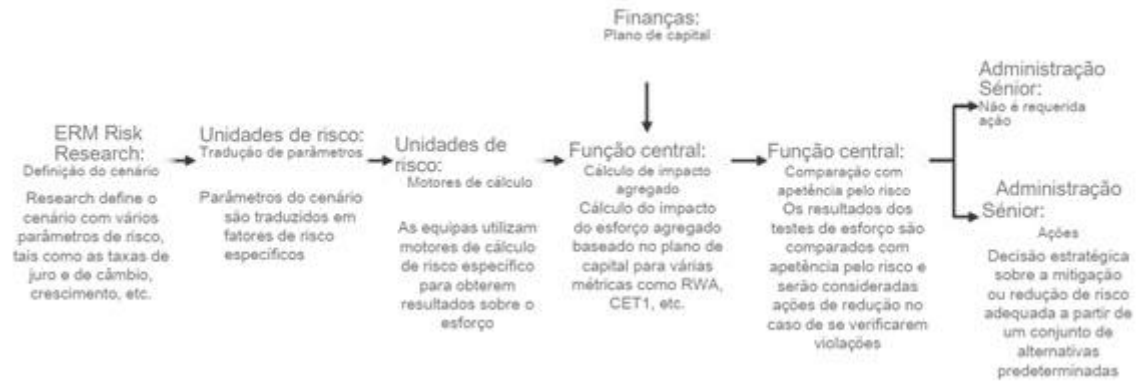 Finanças:
Plano de capital
ERM Risk
Research:
Definição do cenário
Research define o
cenário com vários
parâmetros de risco,
tais como as taxas de
juro e de câmbio,
crescimento, etc.
Unidades de risco:
Tradução de parâmetros
Parâmetros do cenário
são traduzidos em
fatores de risco
específicos
Unidades de
risco:
Motores de cálculo
As equipas utilizam
motores de cálculo
de risco específico
para obterem
resultados sobre o
esforço
Função central:
Cálculo de impacto
agregado
Cálculo do impacto
do esforço agregado
baseado no plano de
capital para várias
métricas como RWA,
CET1, etc.
Função central:
Comparação com
apetência pelo risco
Os resultados dos
testes de esforço são
comparados com
apetência pelo risco e
serão consideradas
ações de redução no
caso de se verificarem
violações
Administração
Sénior:
Não é requerida
ação
Administração
Sénior:
Ações
Decisão estratégica
sobre a mitigação
ou redução de risco
adequada a partir de
um conjunto de
alternativas
predeterminadas